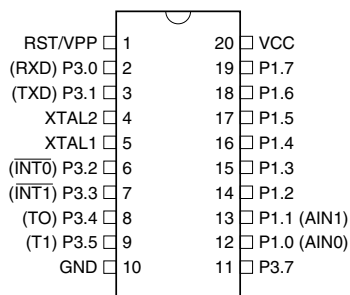 RST/VPP 1 20 VCC
(RXD) P3.0 2 19 P1.7
(TXD) P3.1 3 18 P1.6
XTAL2 4 17 P1.5
XTAL1 5 16 P1.4
(I̅N̅T̅0̅) P3.2 6 15 P1.3
(I̅N̅T̅1̅) P3.3 7 14 P1.2
(TO) P3.4 8 13 P1.1 (AIN1)
(T1) P3.5 9 12 P1.0 (AIN0)
GND 10 11 P3.7